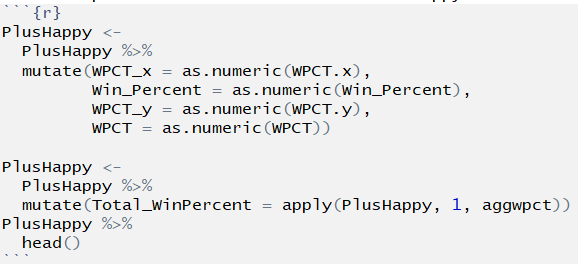 ```{r}
PlusHappy <-
  PlusHappy %>%
  mutate(WPCT_x = as.numeric(WPCT.x),
         Win_Percent = as.numeric(Win_Percent),
         WPCT_y = as.numeric(WPCT.y),
         WPCT = as.numeric(WPCT))

PlusHappy <-
  PlusHappy %>%
  mutate(Total_WinPercent = apply(PlusHappy, 1, aggwpct))
PlusHappy %>%
  head()
```